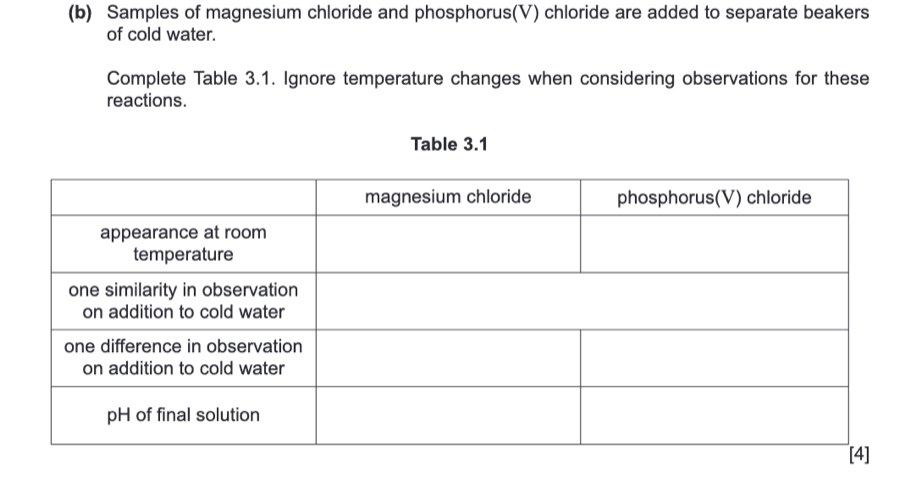 (b) Samples of magnesium chloride and phosphorus(V) chloride are added to separate beakers
of cold water.
Complete Table 3.1. Ignore temperature changes when considering observations for these
reactions.
Table 3.1
magnesium chloride
phosphorus(V) chloride
appearance at room
temperature
one similarity in observation
on addition to cold water
one difference in observation
on addition to cold water
pH of final solution
[4]